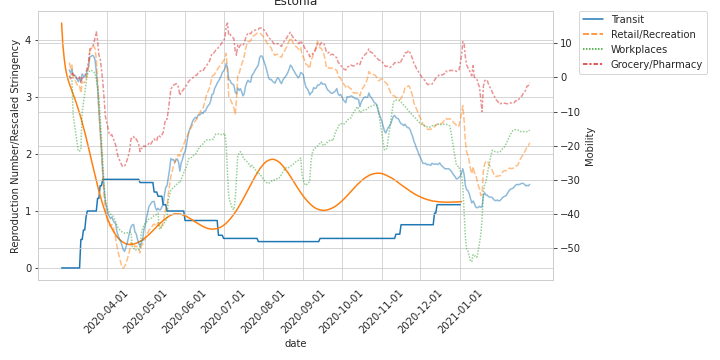 Estonia
Reproduction Number/Rescaled Stringency
4
3
2
1
0
10
0
−10
−20
−30
−40
−50
Mobility
Transit
Retail/Recreation
Workplaces
Grocery/Pharmacy
2020-04-01
2020-05-01
2020-06-01
2020-07-01
2020-08-01
2020-09-01
2020-10-01
2020-11-01
2020-12-01
2021-01-01
date